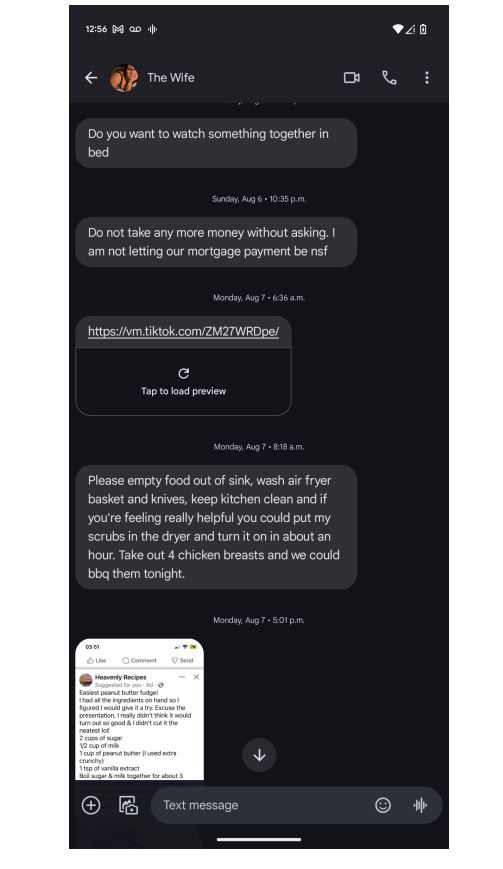 12:56
The Wife
Do you want to watch something together in
bed
Sunday, Aug 6 • 10:35 p.m.
Do not take any more money without asking. I
am not letting our mortgage payment be nsf
Monday, Aug 7 • 6:36 a.m.
https://vm.tiktok.com/ZM27WRDpe/
Tap to load preview
Monday, Aug 7 • 8:18 a.m.
Please empty food out of sink, wash air fryer
basket and knives, keep kitchen clean and if
you're feeling really helpful you could put my
scrubs in the dryer and turn it on in about an
hour. Take out 4 chicken breasts and we could
bbq them tonight.
Monday, Aug 7 • 5:01 p.m.
03:51
Like Comment Send
Heavenly Recipes
Suggested for you · 6d ·
Easiest peanut butter fudge!
I had all the ingredients on hand so I
figured I would give it a try. Excuse the
presentation, I really didn't think it would
turn out so good & I didn't cut it the
neatest lol!
2 cups of sugar
1/2 cup of milk
1 cup of peanut butter (I used extra
crunchy)
1 tsp of vanilla extract
Boil sugar & milk together for about 3
Text message